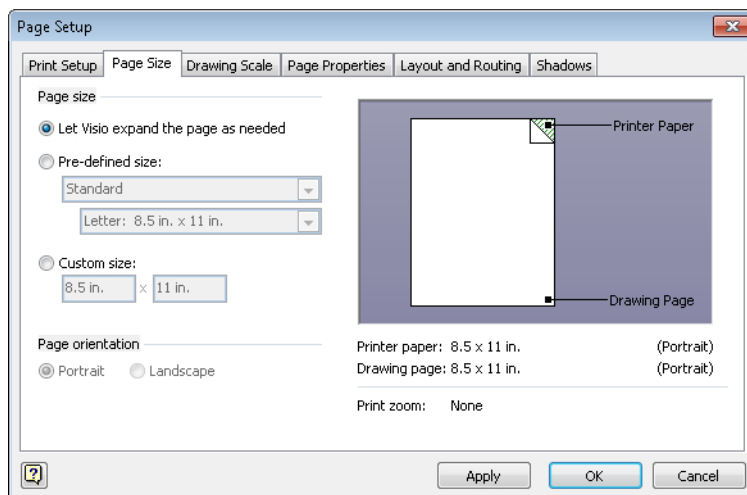 Page Setup
Print Setup Page Size Drawing Scale Page Properties Layout and Routing Shadows
Page size
Let Visio expand the page as needed
Pre-defined size:
Standard
Letter: 8.5 in. x 11 in.
Custom size:
8.5 in. x 11 in.
Page orientation
Portrait Landscape
Printer Paper
Drawing Page
Printer paper: 8.5 x 11 in. (Portrait)
Drawing page: 8.5 x 11 in. (Portrait)
Print zoom: None
? Apply OK Cancel